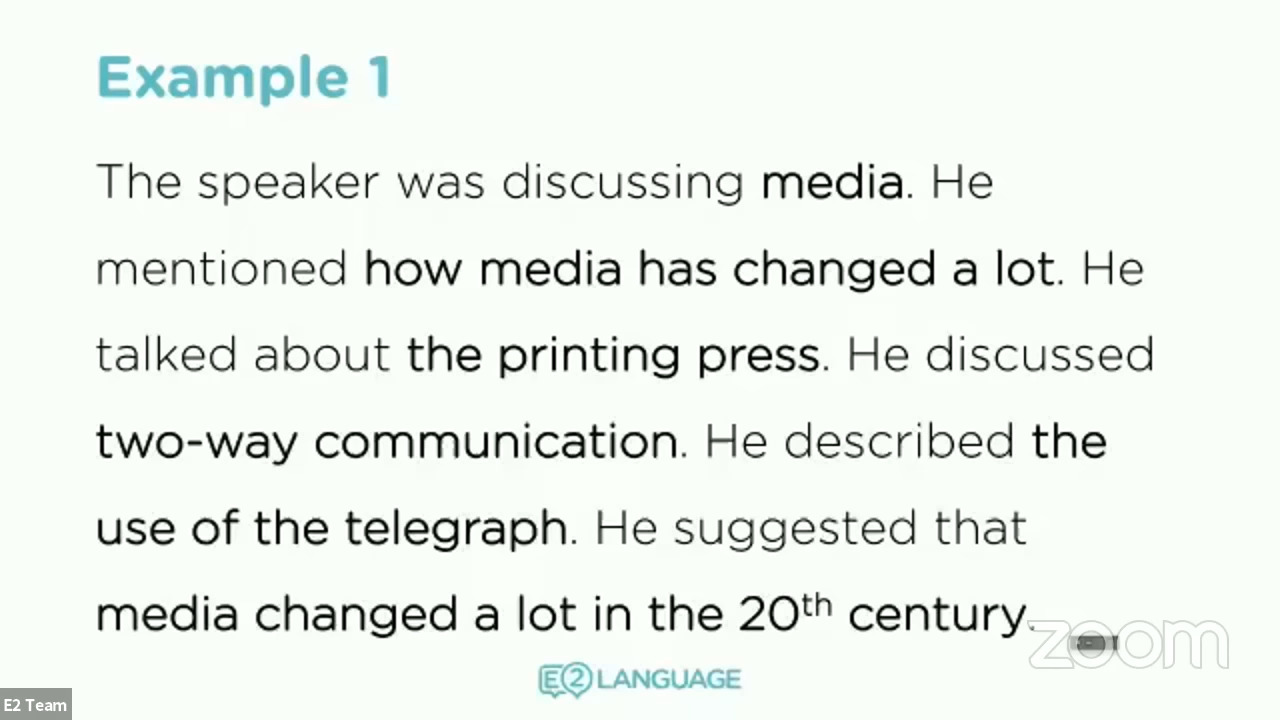 Example 1
The speaker was discussing media. He
mentioned how media has changed a lot. He
talked about the printing press. He discussed
two-way communication. He described the
use of the telegraph. He suggested that
media changed a lot in the 20th century.
zoom
E2 LANGUAGE
E2 Team